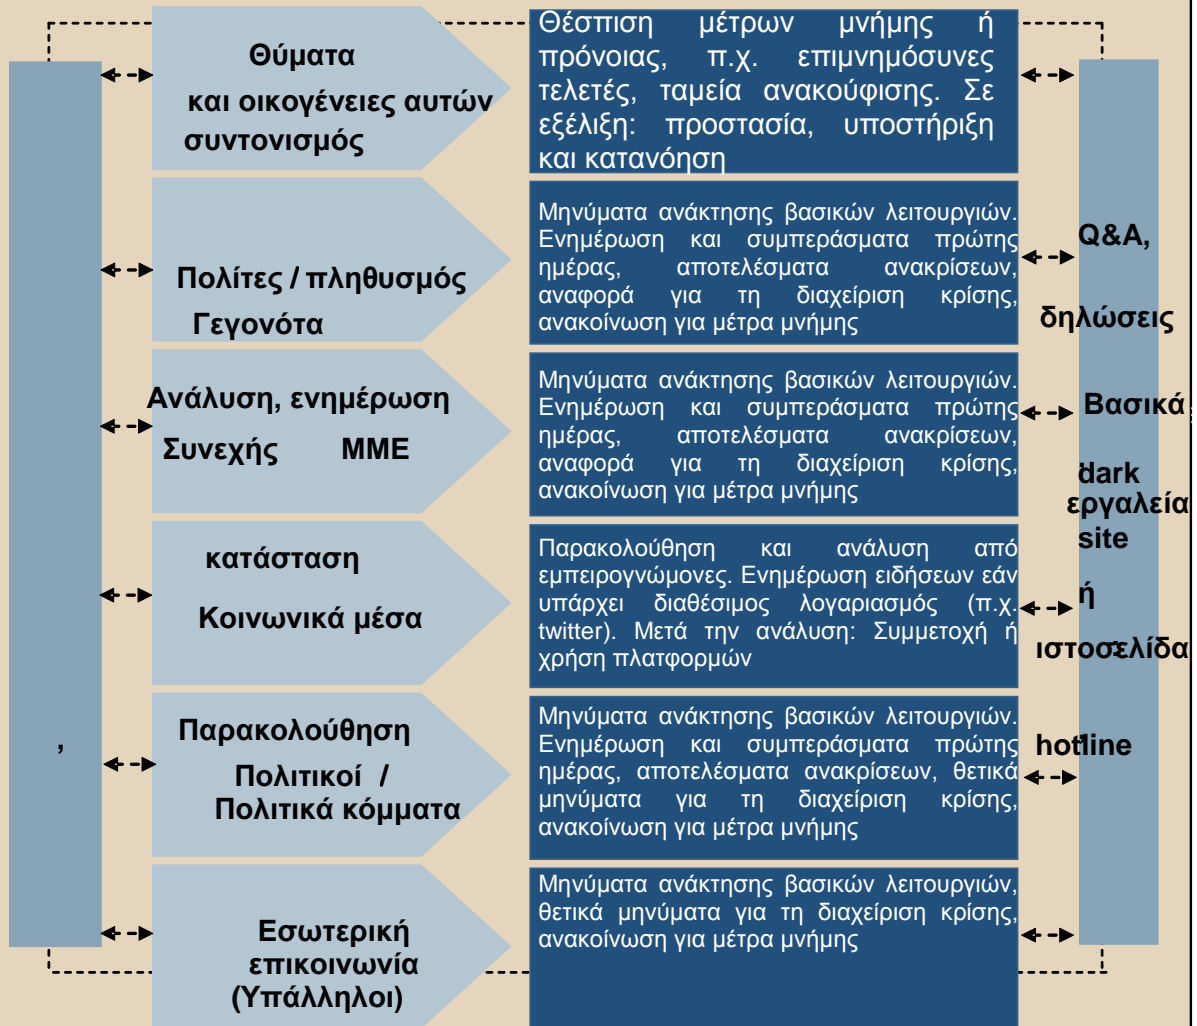 Θύματα
και οικογένειες αυτών
συντονισμός
Θέσπιση μέτρων μνήμης ή
πρόνοιας, π.χ. επιμνημόσυνες
τελετές, ταμεία ανακούφισης. Σε
εξέλιξη: προστασία, υποστήριξη
και κατανόηση
Πολίτες / πληθυσμός
Γεγονότα
Μηνύματα ανάκτησης βασικών λειτουργιών.
Ενημέρωση και συμπεράσματα πρώτης
ημέρας, αποτελέσματα ανακρίσεων,
αναφορά για τη διαχείριση κρίσης,
ανακοίνωση για μέτρα μνήμης
Ανάλυση, ενημέρωση
Συνεχής ΜΜΕ
Μηνύματα ανάκτησης βασικών λειτουργιών.
Ενημέρωση και συμπεράσματα πρώτης
ημέρας, αποτελέσματα ανακρίσεων,
αναφορά για τη διαχείριση κρίσης,
ανακοίνωση για μέτρα μνήμης
κατάσταση
Κοινωνικά μέσα
Παρακολούθηση και ανάλυση από
εμπειρογνώμονες. Ενημέρωση ειδήσεων εάν
υπάρχει διαθέσιμος λογαριασμός (π.χ.
twitter). Μετά την ανάλυση: Συμμετοχή ή
χρήση πλατφορμών
,
Παρακολούθηση
Πολιτικοί /
Πολιτικά κόμματα
Μηνύματα ανάκτησης βασικών λειτουργιών.
Ενημέρωση και συμπεράσματα πρώτης
ημέρας, αποτελέσματα ανακρίσεων, θετικά
μηνύματα για τη διαχείριση κρίσης,
ανακοίνωση για μέτρα μνήμης
Εσωτερική
επικοινωνία
(Υπάλληλοι)
Μηνύματα ανάκτησης βασικών λειτουργιών,
θετικά μηνύματα για τη διαχείριση κρίσης,
ανακοίνωση για μέτρα μνήμης
Q&A,
δηλώσεις
Βασικά
dark
εργαλεία
site
ή
ιστοσελίδα
hotline